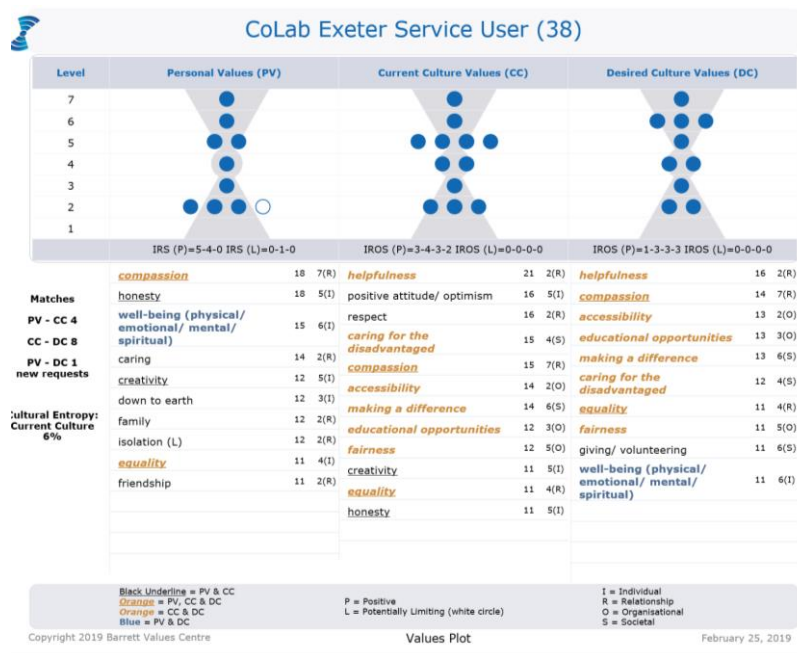 CoLab Exeter Service User (38)
Level Personal Values (PV) Current Culture Values (CC) Desired Culture Values (DC)
7
6
5
4
3
2
1
IRS (P)=5-4-0 IRS (L)=0-1-0 IROS (P)=3-4-3-2 IROS (L)=0-0-0-0 IROS (P)=1-3-3-3 IROS (L)=0-0-0-0
Matches
PV - CC 4
CC - DC 8
PV - DC 1
new requests
Cultural Entropy:
Current Culture
6%
compassion 18 7(R)
honesty 18 5(I)
well-being (physical/
emotional/ mental/
spiritual) 15 6(I)
caring 14 2(R)
creativity 12 5(I)
down to earth 12 3(I)
family 12 2(R)
isolation (L) 12 2(R)
equality 11 4(I)
friendship 11 2(R)
helpfulness 21 2(R)
positive attitude/ optimism 16 5(I)
respect 16 2(R)
caring for the
disadvantaged 15 4(S)
compassion 15 7(R)
accessibility 14 2(O)
making a difference 14 6(S)
educational opportunities 12 3(O)
fairness 12 5(O)
creativity 11 5(I)
equality 11 4(R)
honesty 11 5(I)
helpfulness 16 2(R)
compassion 14 7(R)
accessibility 13 2(O)
educational opportunities 13 3(O)
making a difference 13 6(S)
caring for the
disadvantaged 12 4(S)
equality 11 4(R)
fairness 11 5(O)
giving/ volunteering 11 6(S)
well-being (physical/
emotional/ mental/
spiritual) 11 6(I)
Black Underline = PV & CC
Orange = PV, CC & DC
Orange = CC & DC
Blue = PV & DC
P = Positive
L = Potentially Limiting (white circle)
I = Individual
R = Relationship
O = Organisational
S = Societal
Copyright 2019 Barrett Values Centre Values Plot February 25, 2019